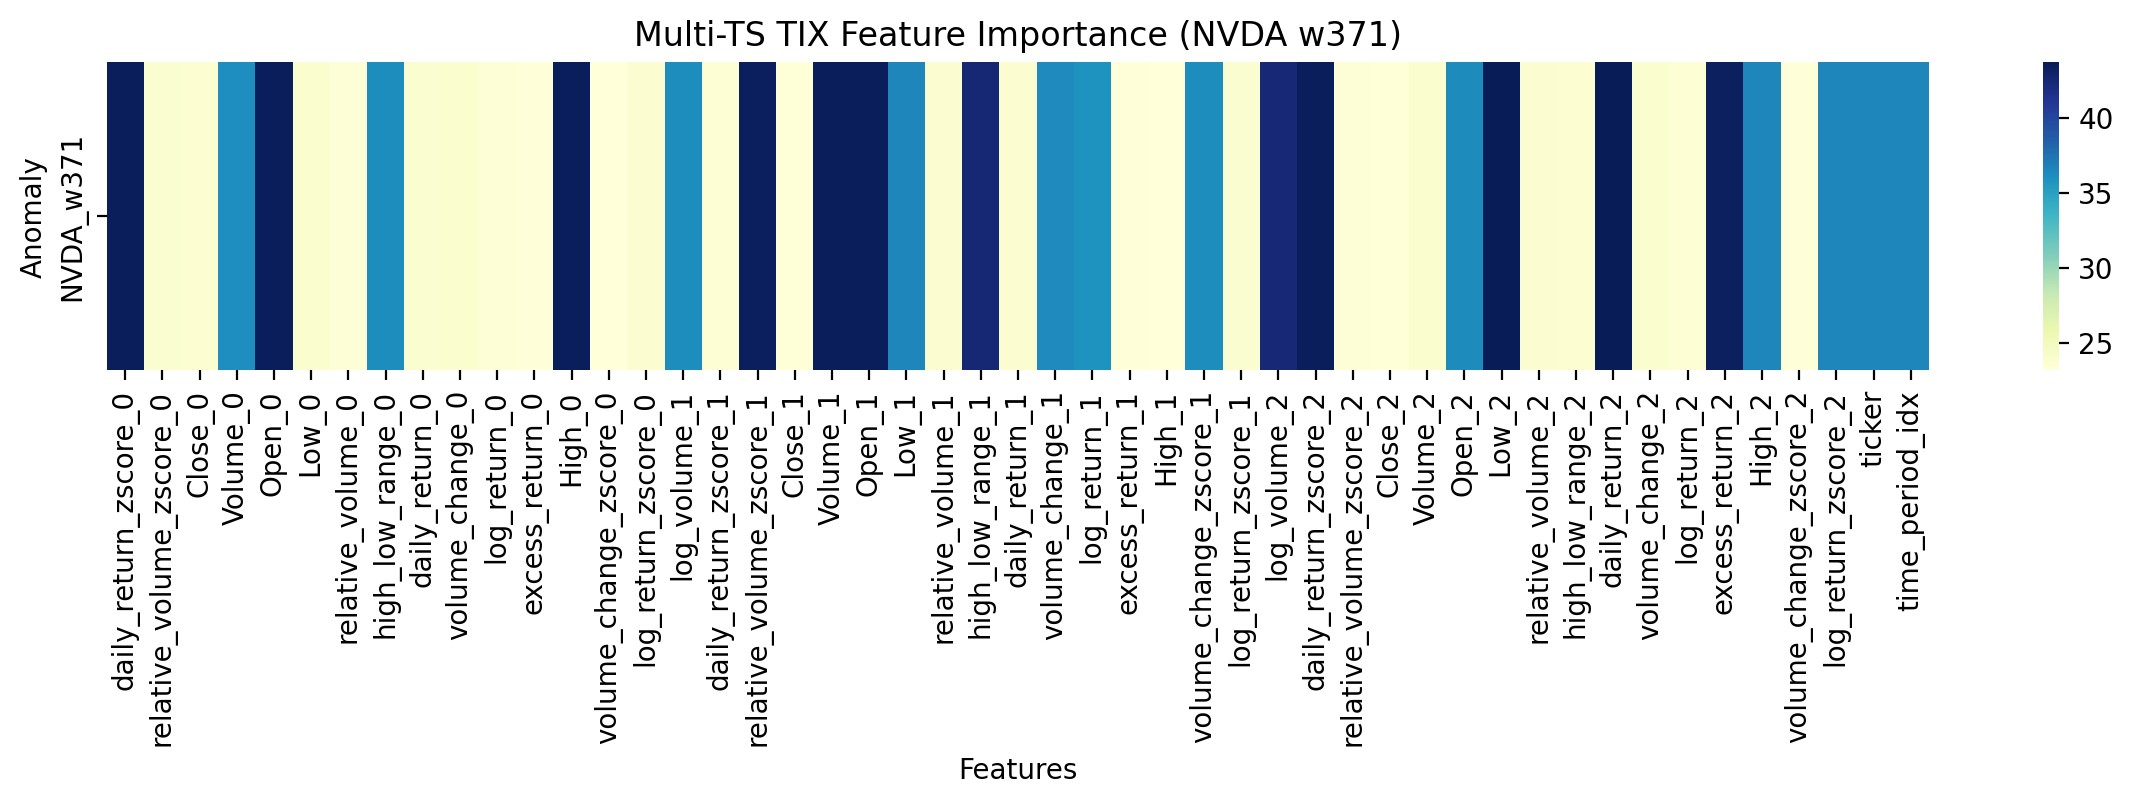 Multi-TS TIX Feature Importance (NVDA w371)
Anomaly
NVDA_w371
40
35
30
25
daily_return_zscore_0
relative_volume_zscore_0
Close_0
Volume_0
Open_0
Low_0
relative_volume_0
high_low_range_0
daily_return_0
volume_change_0
log_return_0
excess_return_0
High_0
volume_change_zscore_0
log_return_zscore_0
log_volume_1
daily_return_zscore_1
relative_volume_zscore_1
Close_1
Volume_1
Open_1
Low_1
relative_volume_1
high_low_range_1
daily_return_1
volume_change_1
log_return_1
excess_return_1
High_1
volume_change_zscore_1
log_return_zscore_1
log_volume_2
daily_return_zscore_2
relative_volume_zscore_2
Close_2
Volume_2
Open_2
Low_2
relative_volume_2
high_low_range_2
daily_return_2
volume_change_2
log_return_2
excess_return_2
High_2
volume_change_zscore_2
log_return_zscore_2
ticker
time_period_idx
Features